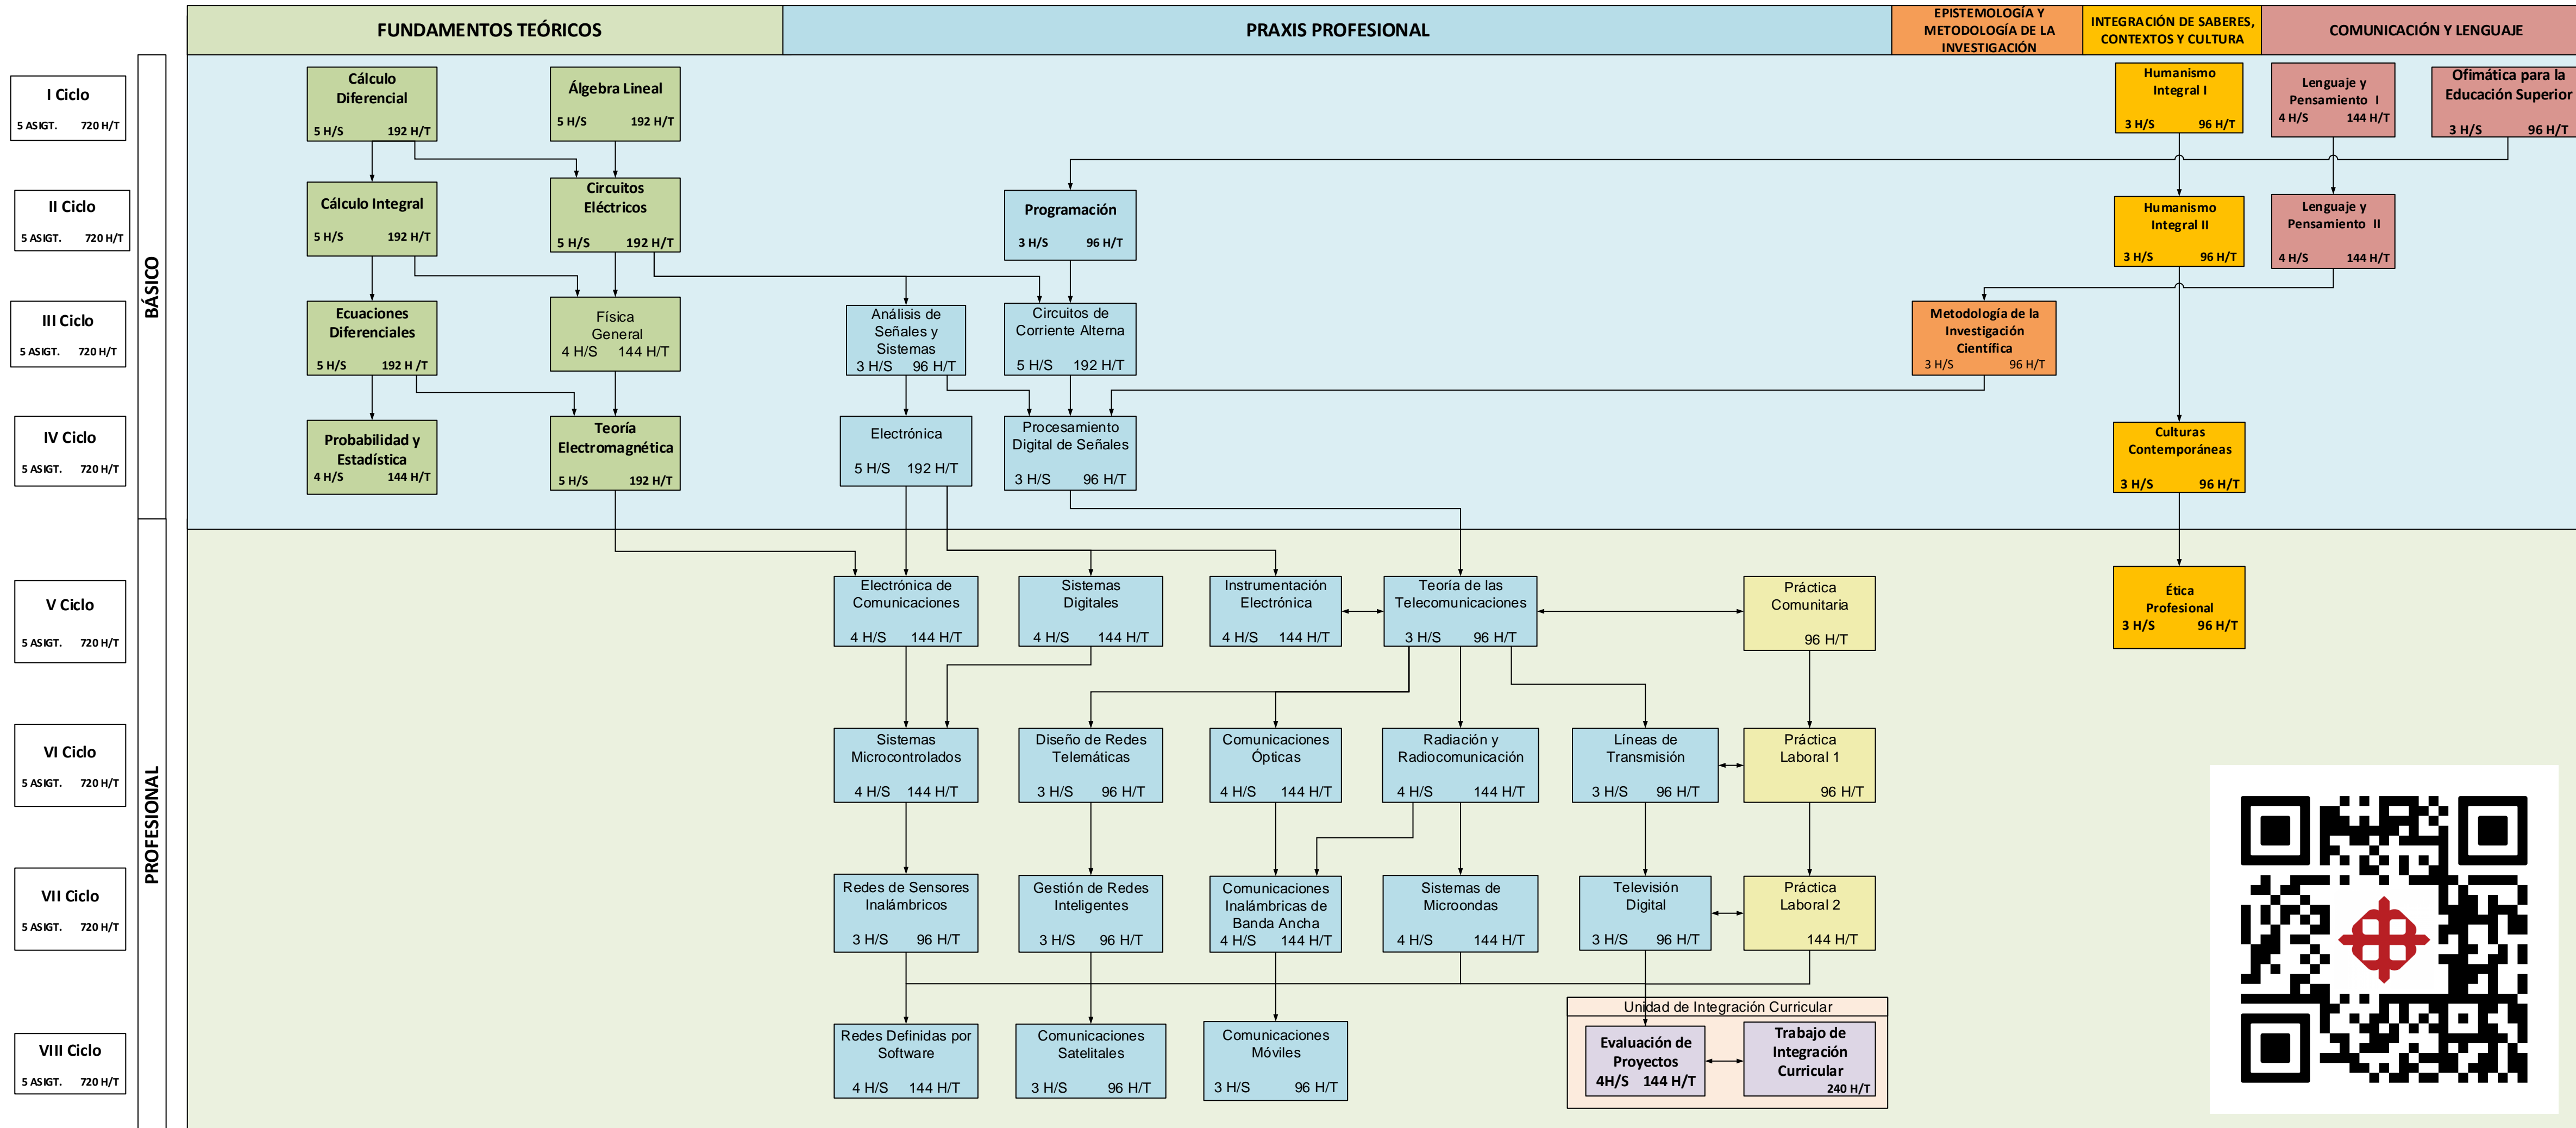 FUNDAMENTOS TEÓRICOS
PRAXIS PROFESIONAL
EPISTEMOLOGÍA Y
METODOLOGÍA DE LA
INVESTIGACIÓN
INTEGRACIÓN DE SABERES,
CONTEXTOS Y CULTURA
COMUNICACIÓN Y LENGUAJE
BÁSICO
I Ciclo
5 ASIGT. 720 H/T
Cálculo
Diferencial
5 H/S 192 H/T
Álgebra Lineal
5 H/S 192 H/T
Humanismo
Integral I
3 H/S 96 H/T
Lenguaje y
Pensamiento I
4 H/S 144 H/T
Ofimática para la
Educación Superior
3 H/S 96 H/T
II Ciclo
5 ASIGT. 720 H/T
Cálculo Integral
5 H/S 192 H/T
Circuitos
Eléctricos
5 H/S 192 H/T
Programación
3 H/S 96 H/T
Humanismo
Integral II
3 H/S 96 H/T
Lenguaje y
Pensamiento II
4 H/S 144 H/T
III Ciclo
5 ASIGT. 720 H/T
Ecuaciones
Diferenciales
5 H/S 192 H /T
Física
General
4 H/S 144 H/T
Análisis de
Señales y
Sistemas
3 H/S 96 H/T
Circuitos de
Corriente Alterna
5 H/S 192 H/T
Metodología de la
Investigación
Científica
3 H/S 96 H/T
IV Ciclo
5 ASIGT. 720 H/T
Probabilidad y
Estadística
4 H/S 144 H/T
Teoría
Electromagnética
5 H/S 192 H/T
Electrónica
5 H/S 192 H/T
Procesamiento
Digital de Señales
3 H/S 96 H/T
Culturas
Contemporáneas
3 H/S 96 H/T
PROFESIONAL
V Ciclo
5 ASIGT. 720 H/T
Electrónica de
Comunicaciones
4 H/S 144 H/T
Sistemas
Digitales
4 H/S 144 H/T
Instrumentación
Electrónica
4 H/S 144 H/T
Teoría de las
Telecomunicaciones
3 H/S 96 H/T
Práctica
Comunitaria
96 H/T
Ética
Profesional
3 H/S 96 H/T
VI Ciclo
5 ASIGT. 720 H/T
Sistemas
Microcontrolados
4 H/S 144 H/T
Diseño de Redes
Telemáticas
3 H/S 96 H/T
Comunicaciones
Ópticas
4 H/S 144 H/T
Radiación y
Radiocomunicación
4 H/S 144 H/T
Líneas de
Transmisión
3 H/S 96 H/T
Práctica
Laboral 1
96 H/T
VII Ciclo
5 ASIGT. 720 H/T
Redes de Sensores
Inalámbricos
3 H/S 96 H/T
Gestión de Redes
Inteligentes
3 H/S 96 H/T
Comunicaciones
Inalámbricas de
Banda Ancha
4 H/S 144 H/T
Sistemas de
Microondas
4 H/S 144 H/T
Televisión
Digital
3 H/S 96 H/T
Práctica
Laboral 2
144 H/T
VIII Ciclo
5 ASIGT. 720 H/T
Redes Definidas por
Software
4 H/S 144 H/T
Comunicaciones
Satelitales
3 H/S 96 H/T
Comunicaciones
Móviles
3 H/S 96 H/T
Unidad de Integración Curricular
Evaluación de
Proyectos
4H/S 144 H/T
Trabajo de
Integración
Curricular
240 H/T